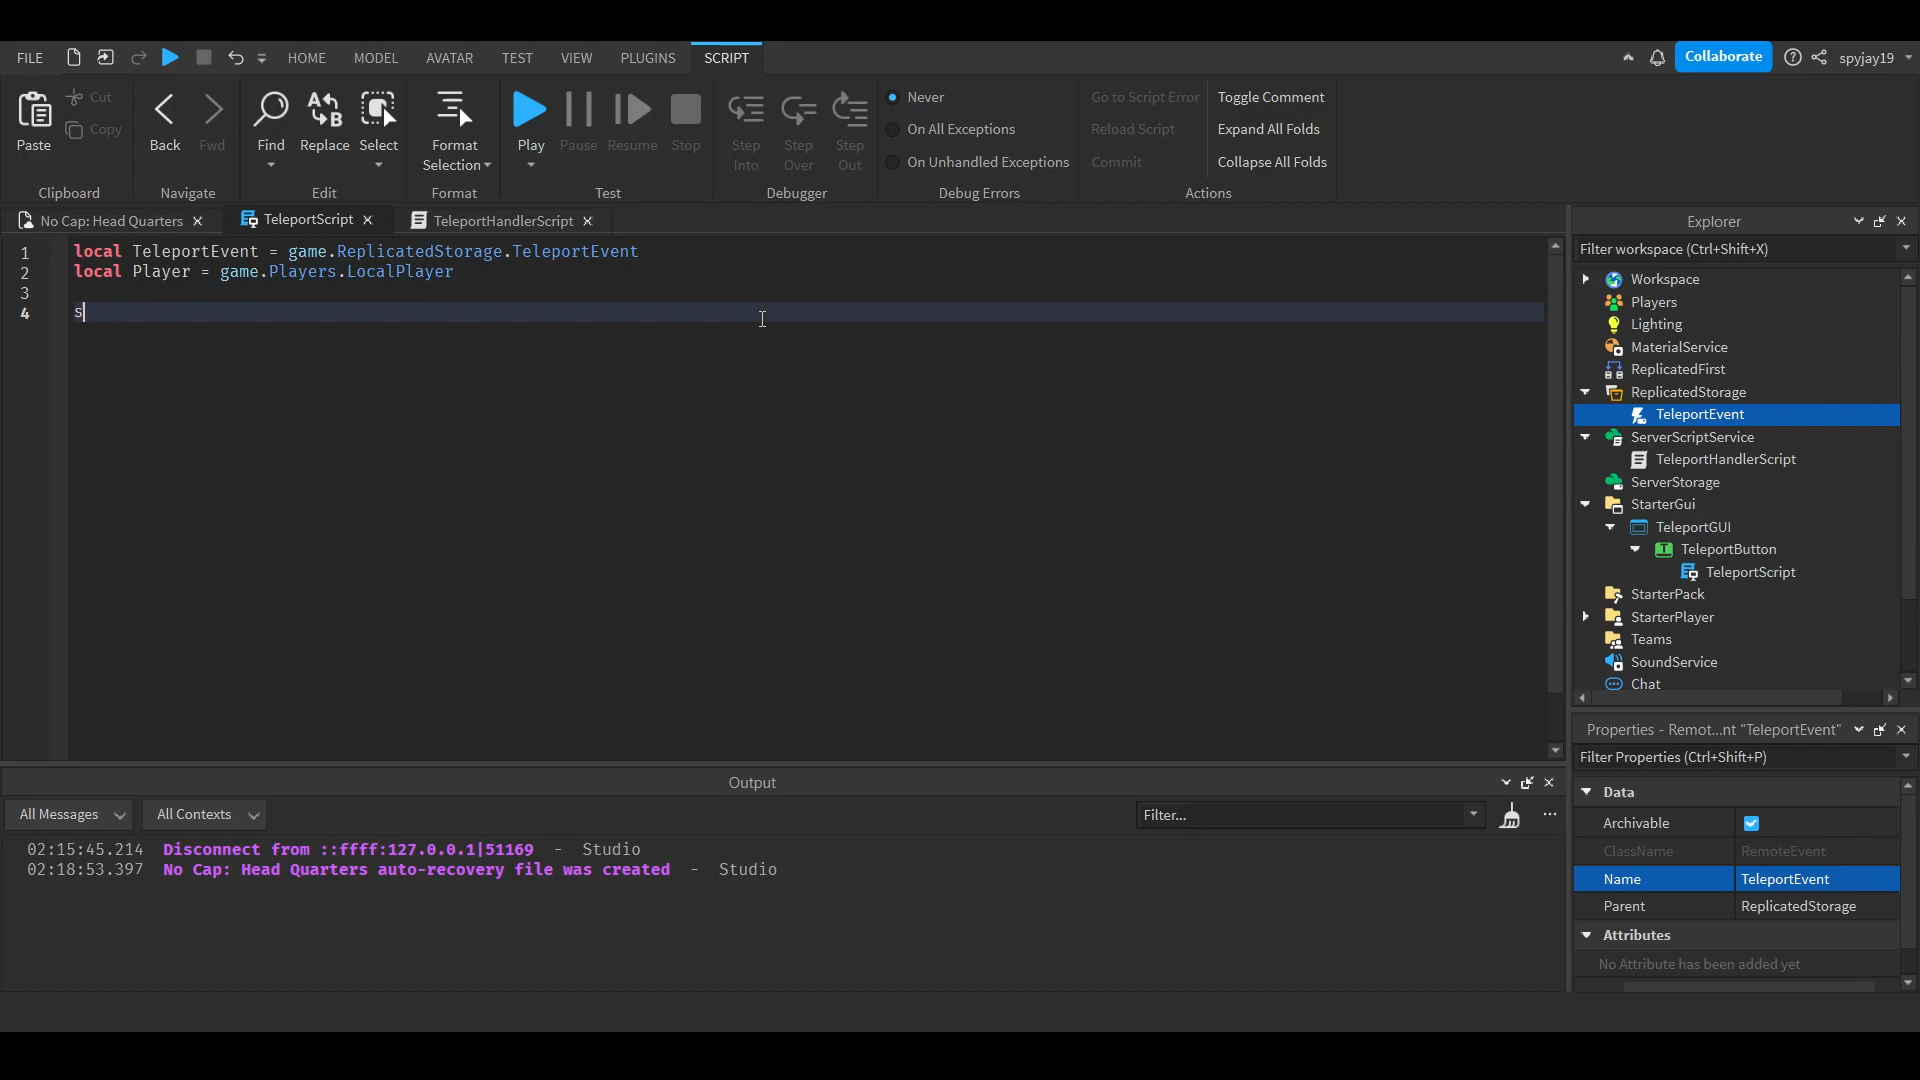 FILE HOME MODEL AVATAR TEST VIEW PLUGINS SCRIPT Collaborate spyjay19
Paste Cut Copy Back Fwd Find Replace Select Format Selection Play Pause Resume Stop Step Into Step Over Step Out
Never Go to Script Error Toggle Comment
On All Exceptions Reload Script Expand All Folds
On Unhandled Exceptions Commit Collapse All Folds
Clipboard Navigate Edit Format Test Debugger Debug Errors Actions
No Cap: Head Quarters TeleportScript TeleportHandlerScript
1 local TeleportEvent = game.ReplicatedStorage.TeleportEvent
2 local Player = game.Players.LocalPlayer
3
4 s
Explorer
Filter workspace (Ctrl+Shift+X)
Workspace
Players
Lighting
MaterialService
ReplicatedFirst
ReplicatedStorage
TeleportEvent
ServerScriptService
TeleportHandlerScript
ServerStorage
StarterGui
TeleportGUI
TeleportButton
TeleportScript
StarterPack
StarterPlayer
Teams
SoundService
Chat
Output
All Messages All Contexts Filter...
02:15:45.214 Disconnect from ::ffff:127.0.0.1|51169 - Studio
02:18:53.397 No Cap: Head Quarters auto-recovery file was created - Studio
Properties - Remot...nt "TeleportEvent"
Filter Properties (Ctrl+Shift+P)
Data
Archivable
ClassName RemoteEvent
Name TeleportEvent
Parent ReplicatedStorage
Attributes
No Attribute has been added yet